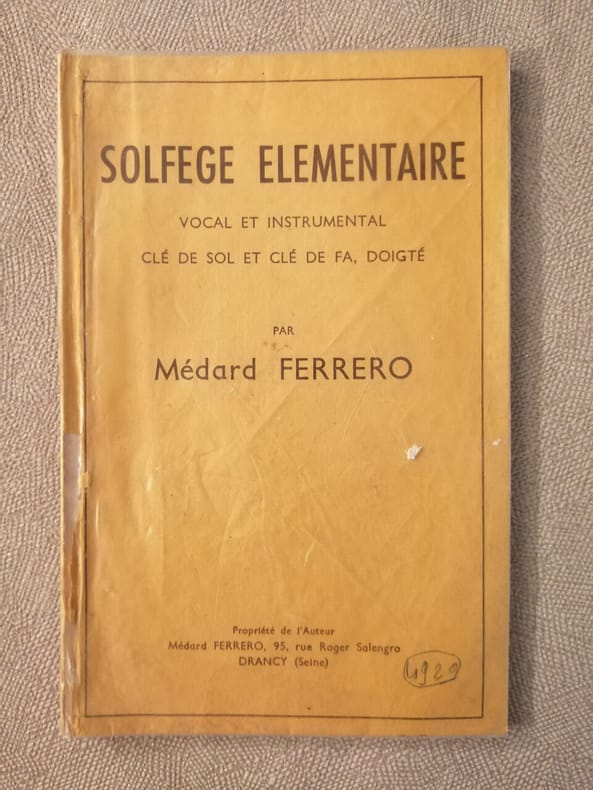 SOLFEGE ELEMENTAIRE
VOCAL ET INSTRUMENTAL
CLÉ DE SOL ET CLÉ DE FA, DOIGTÉ
PAR
Médard FERRERO
Propriété de l'Auteur
Médard FERRERO, 95, rue Roger Salengro
DRANCY (Seine)
4929